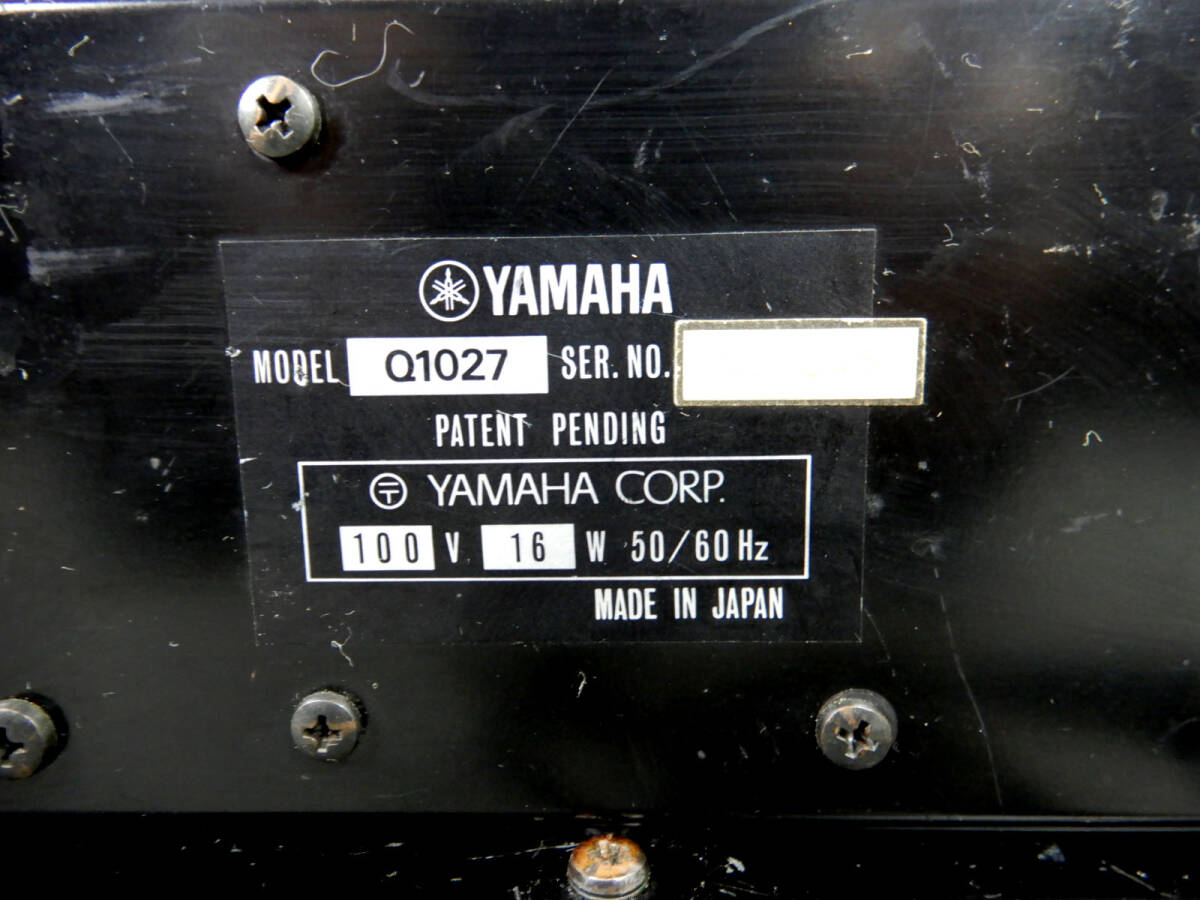 YAMAHA
MODEL Q1027 SER. NO.
PATENT PENDING
YAMAHA CORP.
100 V 16 W 50/60 Hz
MADE IN JAPAN